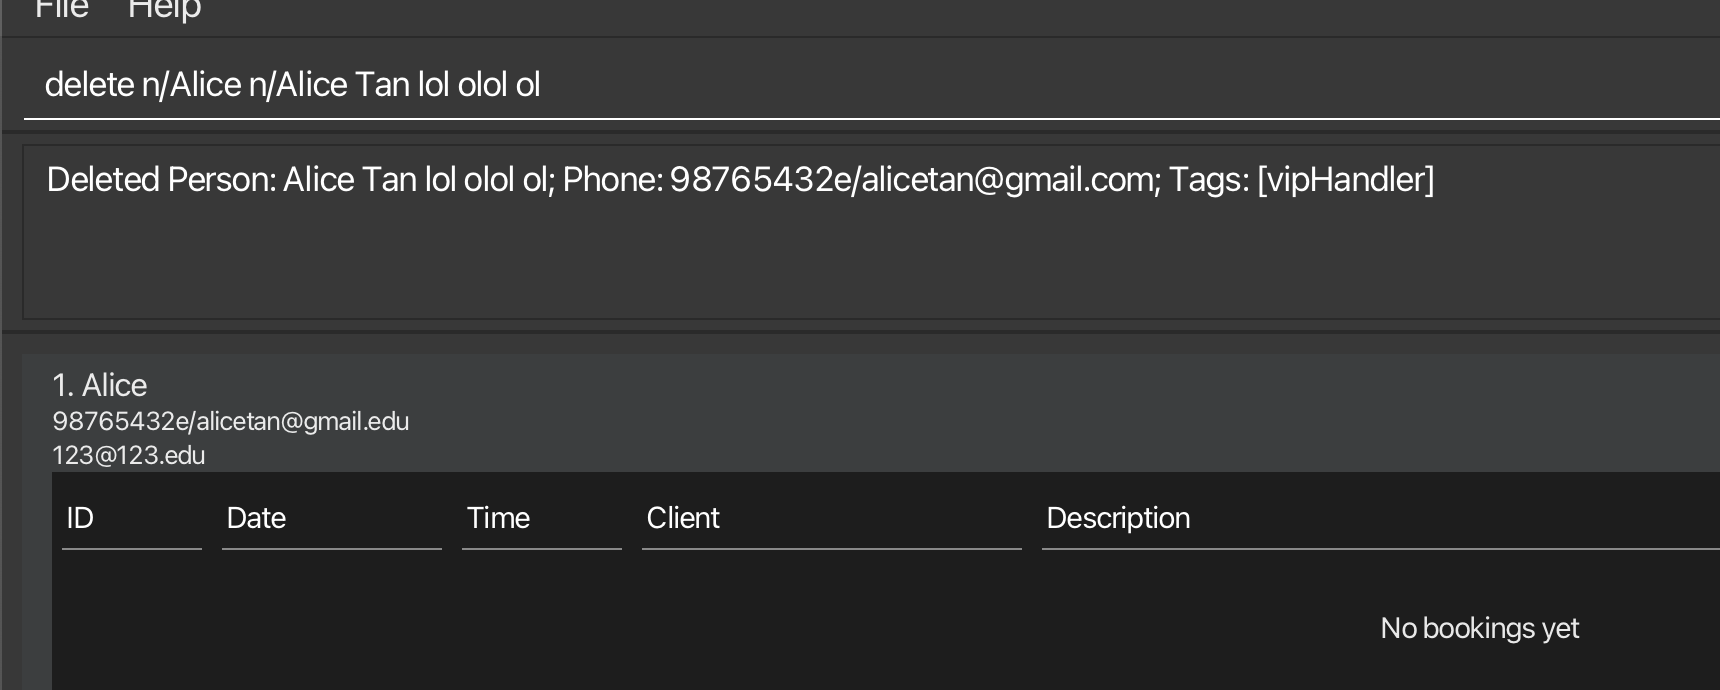 File Help
delete n/Alice n/Alice Tan lol olol ol
Deleted Person: Alice Tan lol olol ol; Phone: 98765432e/alicetan@gmail.com; Tags: [vipHandler]
1. Alice
98765432e/alicetan@gmail.edu
123@123.edu
ID Date Time Client Description
No bookings yet